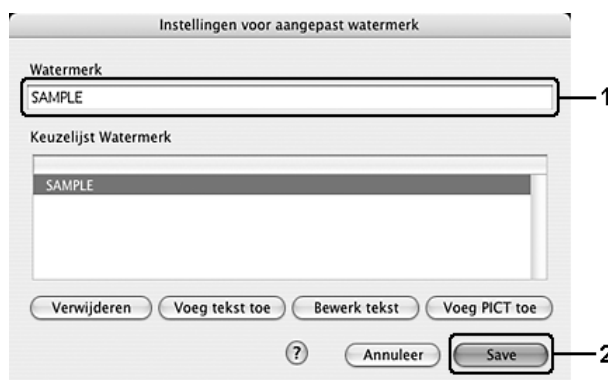 Instellingen voor aangepast watermerk
Watermerk
SAMPLE
1
Keuzelijst Watermerk
SAMPLE
Verwijderen Voeg tekst toe Bewerk tekst Voeg PICT toe
? Annuleer Save
2